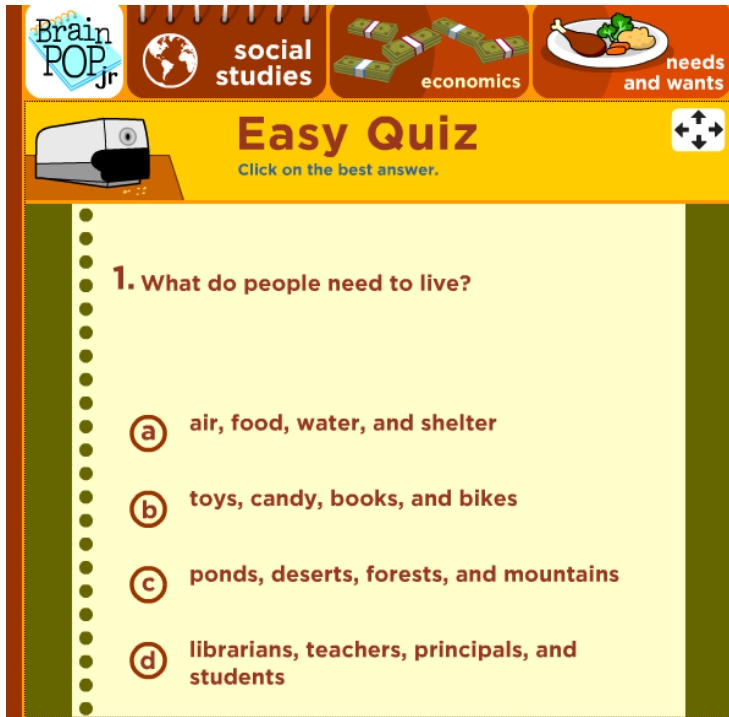 Brain
POP
jr
social
studies
economics
needs
and wants
Easy Quiz
Click on the best answer.
1. What do people need to live?
a air, food, water, and shelter
b toys, candy, books, and bikes
c ponds, deserts, forests, and mountains
d librarians, teachers, principals, and
students